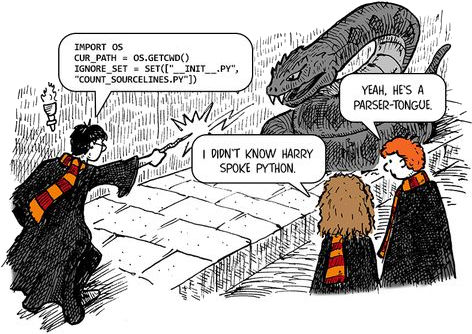 IMPORT OS
CUR_PATH = OS.GETCWD()
IGNORE_SET = SET(["__INIT__.PY",
"COUNT_SOURCELINES.PY"])
YEAH, HE'S A
PARSER-TONGUE.
I DIDN'T KNOW HARRY
SPOKE PYTHON.